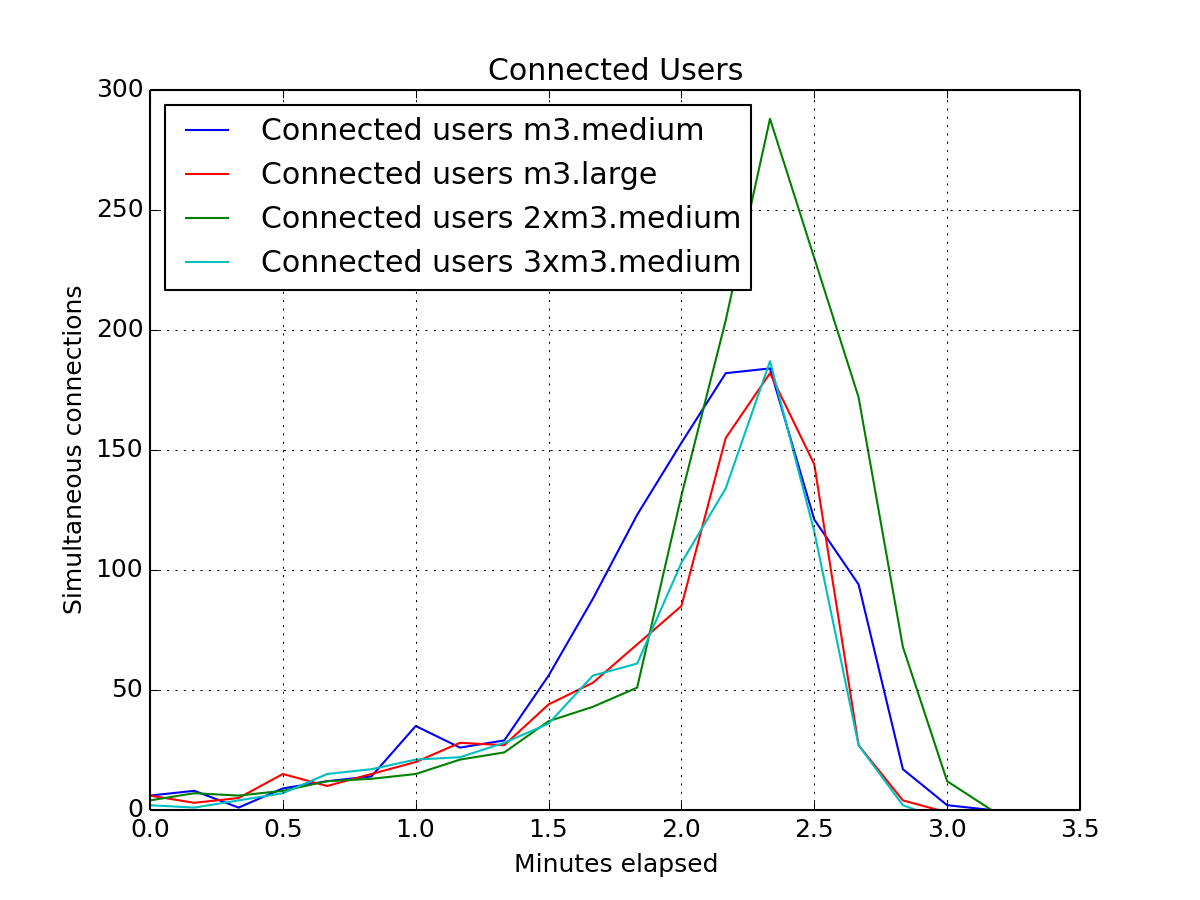 Connected Users
300
250
200
150
100
50
0
Simultaneous connections
Connected users m3.medium
Connected users m3.large
Connected users 2xm3.medium
Connected users 3xm3.medium
0.0 0.5 1.0 1.5 2.0 2.5 3.0 3.5
Minutes elapsed